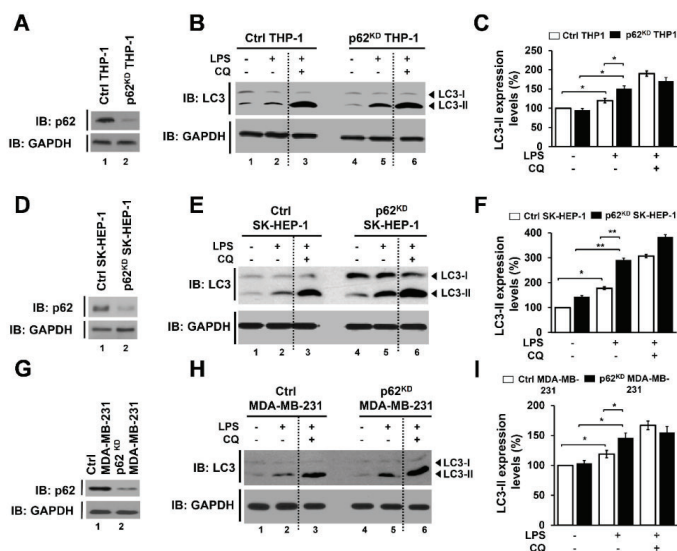 A
Ctrl THP-1
p62KD THP-1
IB: p62
IB: GAPDH
1 2
B
Ctrl THP-1 p62KD THP-1
LPS - + + - + +
CQ + +
IB: LC3
LC3-I
LC3-II
IB: GAPDH
1 2 3 4 5 6
C
Ctrl THP1 p62KD THP-1
LC3-II expression
levels (%)
250
200
150
100
50
0
* * *
LPS - + +
CQ +
D
Ctrl SK-HEP-1
p62KD SK-HEP-1
IB: p62
IB: GAPDH
1 2
E
Ctrl
SK-HEP-1
p62KD
SK-HEP-1
LPS - + + - + +
CQ + +
IB: LC3
LC3-I
LC3-II
IB: GAPDH
1 2 3 4 5 6
F
Ctrl SK-HEP-1 p62KD SK-HEP-1
LC3-II expression
levels (%)
400
300
200
100
0
* ** **
LPS - + +
CQ +
G
Ctrl
MDA-MB-231
p62 KD
MDA-MB-231
IB: p62
IB: GAPDH
1 2
H
Ctrl
MDA-MB-231
p62KD
MDA-MB-231
LPS - + + - + +
CQ + +
IB: LC3
LC3-I
LC3-II
IB: GAPDH
1 2 3 4 5 6
I
Ctrl MDA-MB-231 p62KD MDA-MB-231
LC3-II expression
levels (%)
200
150
100
50
0
* * *
LPS - + +
CQ +